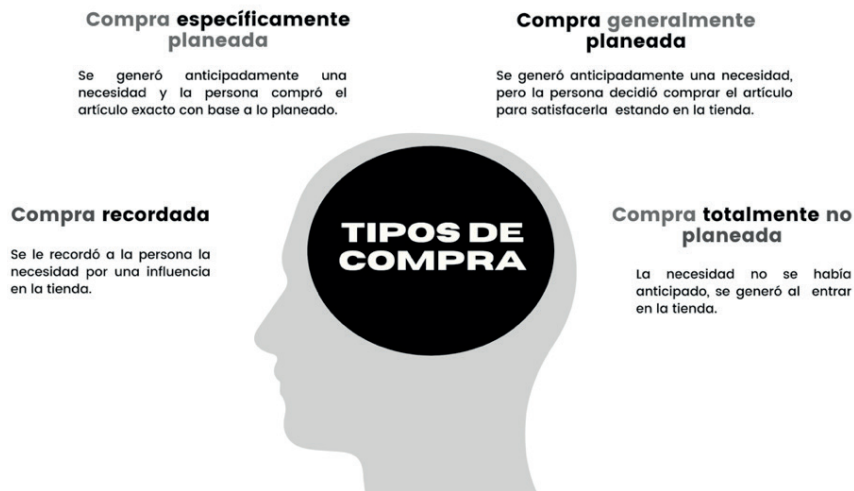 Compra específicamente
planeada
Se generó anticipadamente una
necesidad y la persona compró el
artículo exacto con base a lo planeado.
Compra generalmente
planeada
Se generó anticipadamente una necesidad,
pero la persona decidió comprar el artículo
para satisfacerla estando en la tienda.
Compra recordada
Se le recordó a la persona la
necesidad por una influencia
en la tienda.
TIPOS DE
COMPRA
Compra totalmente no
planeada
La necesidad no se había
anticipado, se generó al entrar
en la tienda.